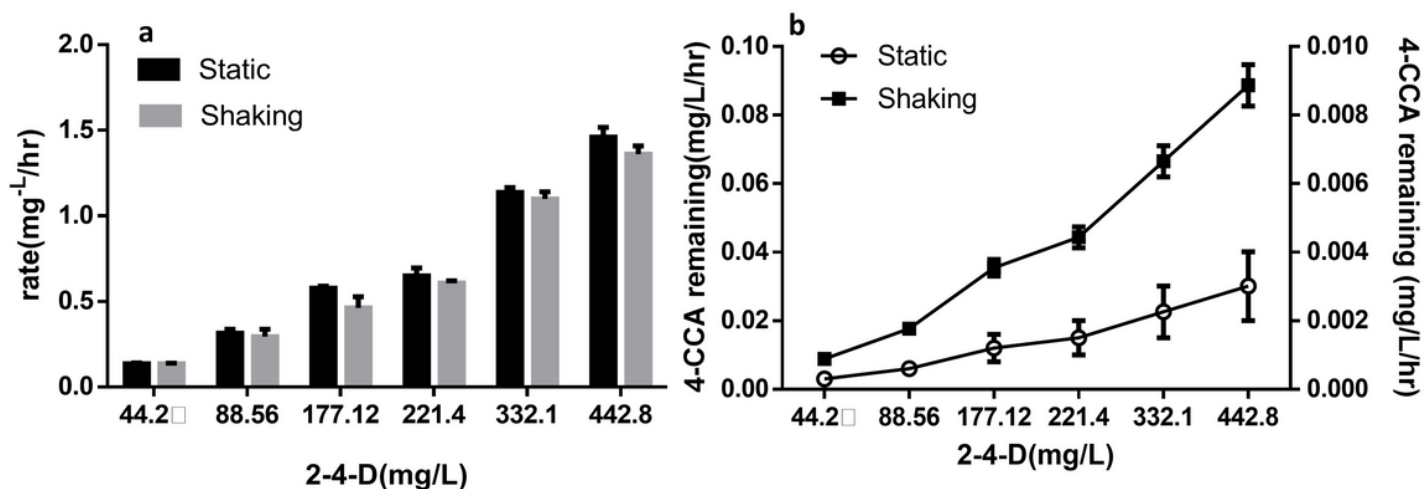 a
Static
Shaking
rate(mg-L/hr)
2.0
1.5
1.0
0.5
0.0
44.2□ 88.56 177.12 221.4 332.1 442.8
2-4-D(mg/L)
b
Static
Shaking
4-CCA remaining(mg/L/hr)
0.10
0.08
0.06
0.04
0.02
0.00
0.010
0.008
0.006
0.004
0.002
0.000
4-CCA remaining (mg/L/hr)
44.2□ 88.56 177.12 221.4 332.1 442.8
2-4-D(mg/L)